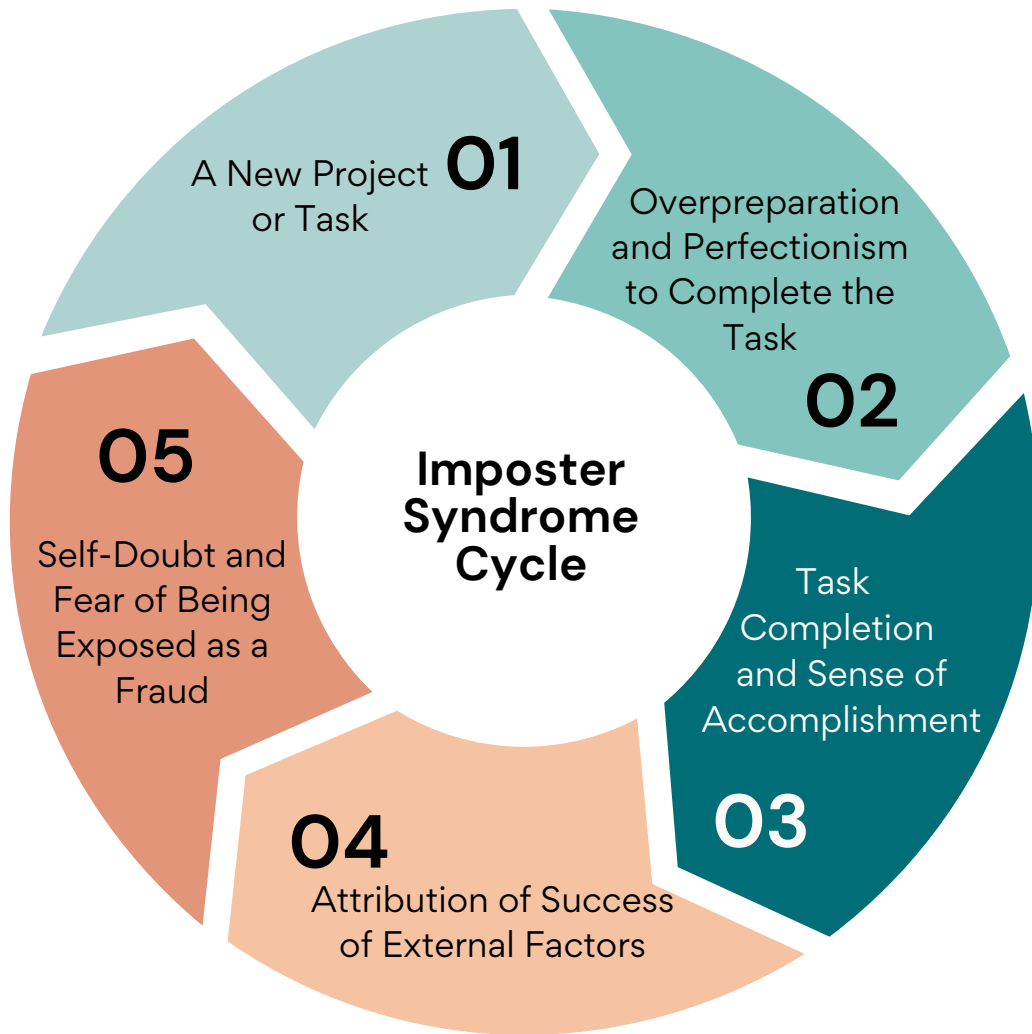 A New Project 01
or Task
Overpreparation
and Perfectionism
to Complete the
Task
02
Task
Completion
and Sense of
Accomplishment
03
04
Attribution of Success
of External Factors
05
Self-Doubt and
Fear of Being
Exposed as a
Fraud
Imposter
Syndrome
Cycle